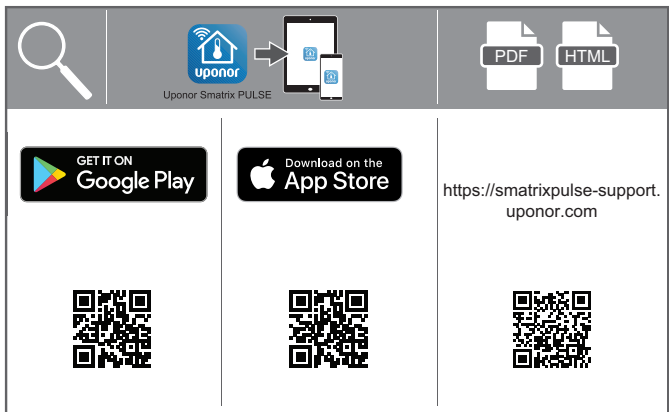 uponor
Uponor Smatrix PULSE
PDF
HTML
GET IT ON
Google Play
Download on the
App Store
https://smatrixpulse-support.
uponor.com